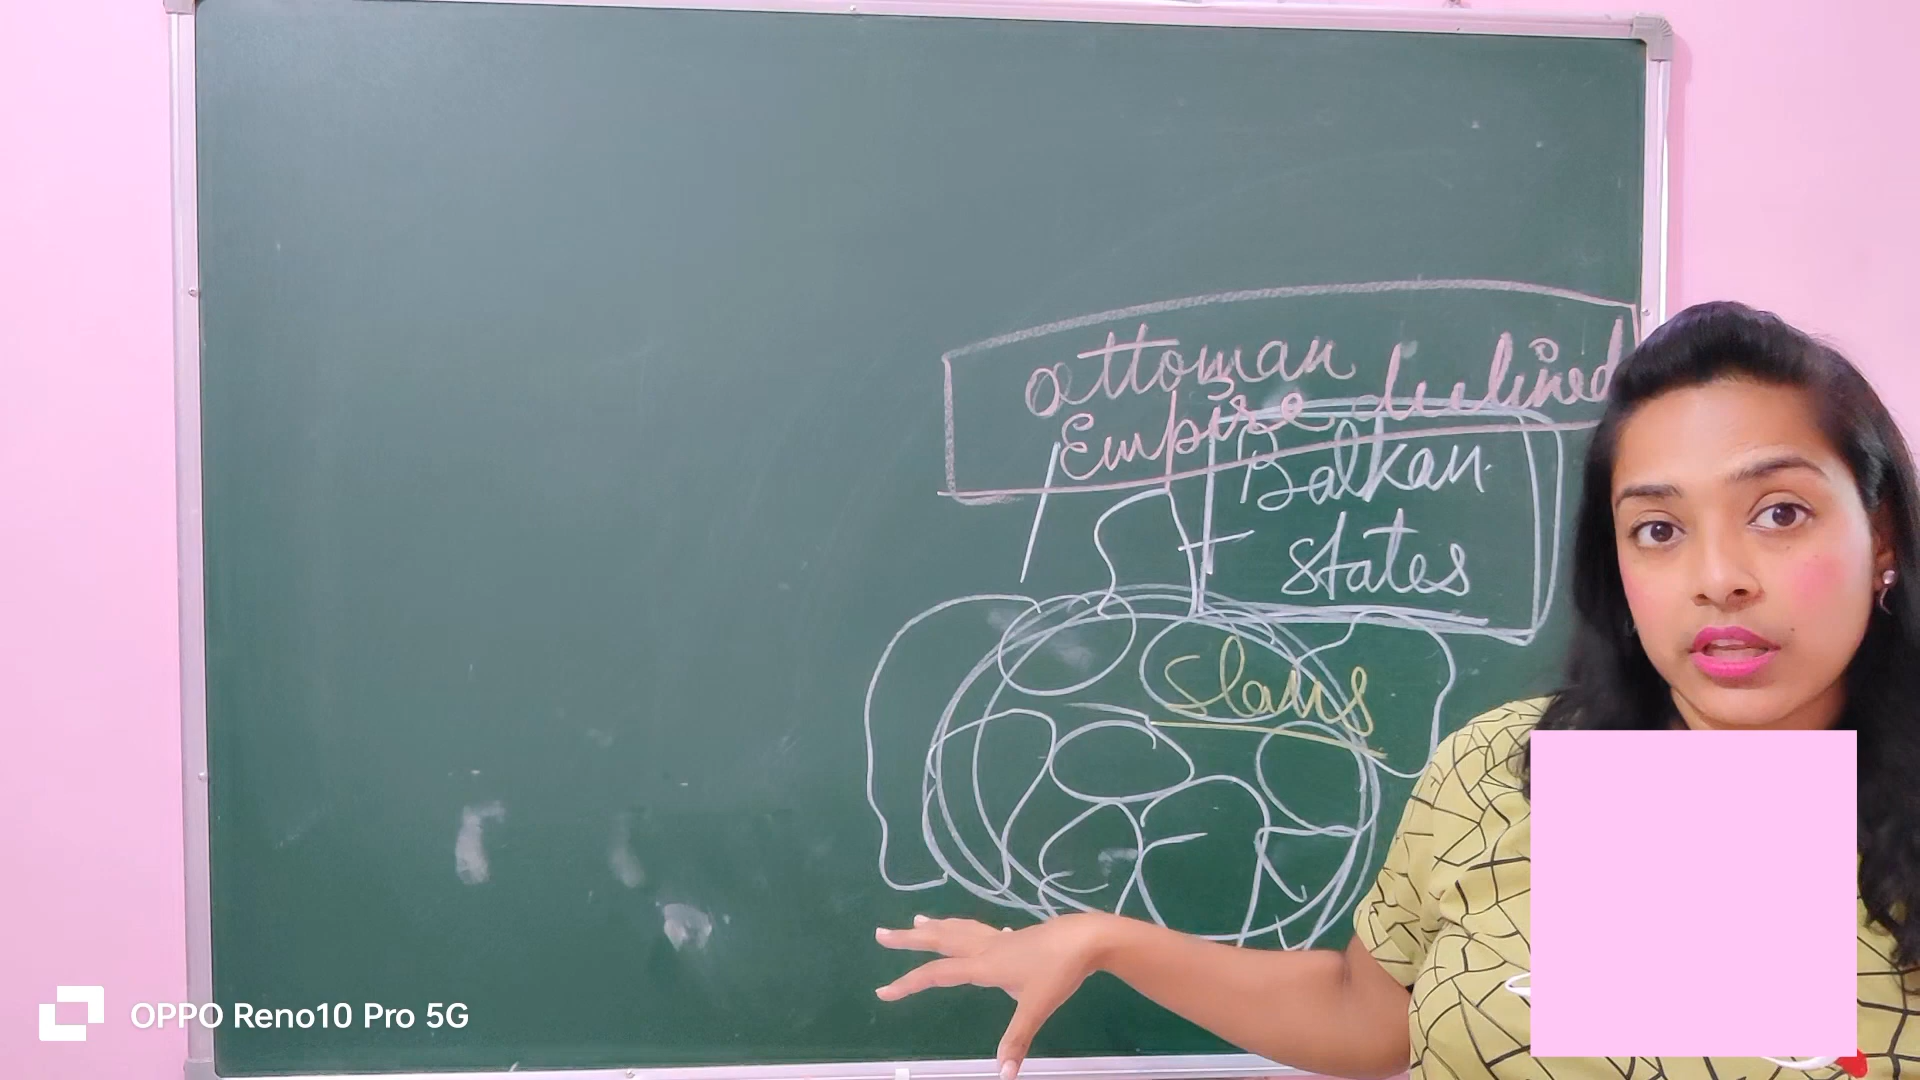 Ottoman
Empire declined
Balkan
states
Slavs
OPPO Reno10 Pro 5G